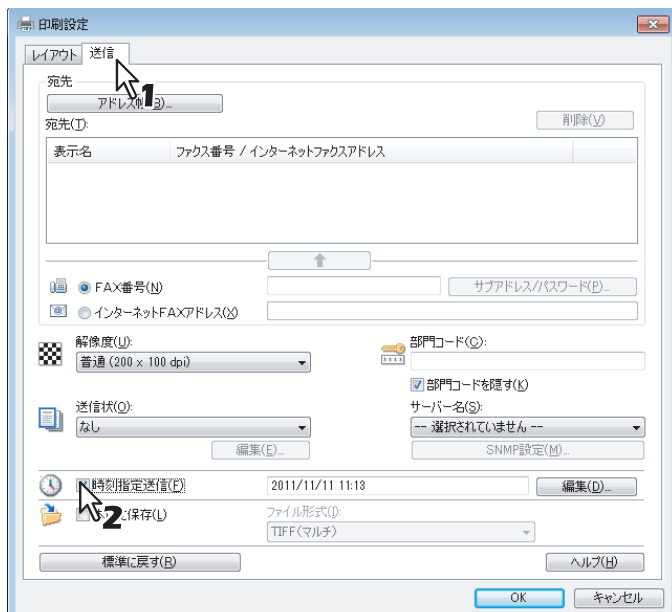 印刷設定
レイアウト 送信
1
宛先
アドレス帳(B)...
宛先(T):
削除(V)
表示名 ファクス番号 / インターネットファクスアドレス
FAX番号(N) サブアドレス/パスワード(P)...
インターネットFAXアドレス(X)
解像度(U): 部門コード(C):
普通 (200 x 100 dpi)
部門コードを隠す(K)
送信状(O): サーバー名(S):
なし -- 選択されていません --
編集(E)... SNMP設定(M)...
時刻指定送信(F) 2011/11/11 11:13 編集(D)...
2
に保存(L) ファイル形式(I):
TIFF(マルチ)
標準に戻す(R) ヘルプ(H)
OK キャンセル